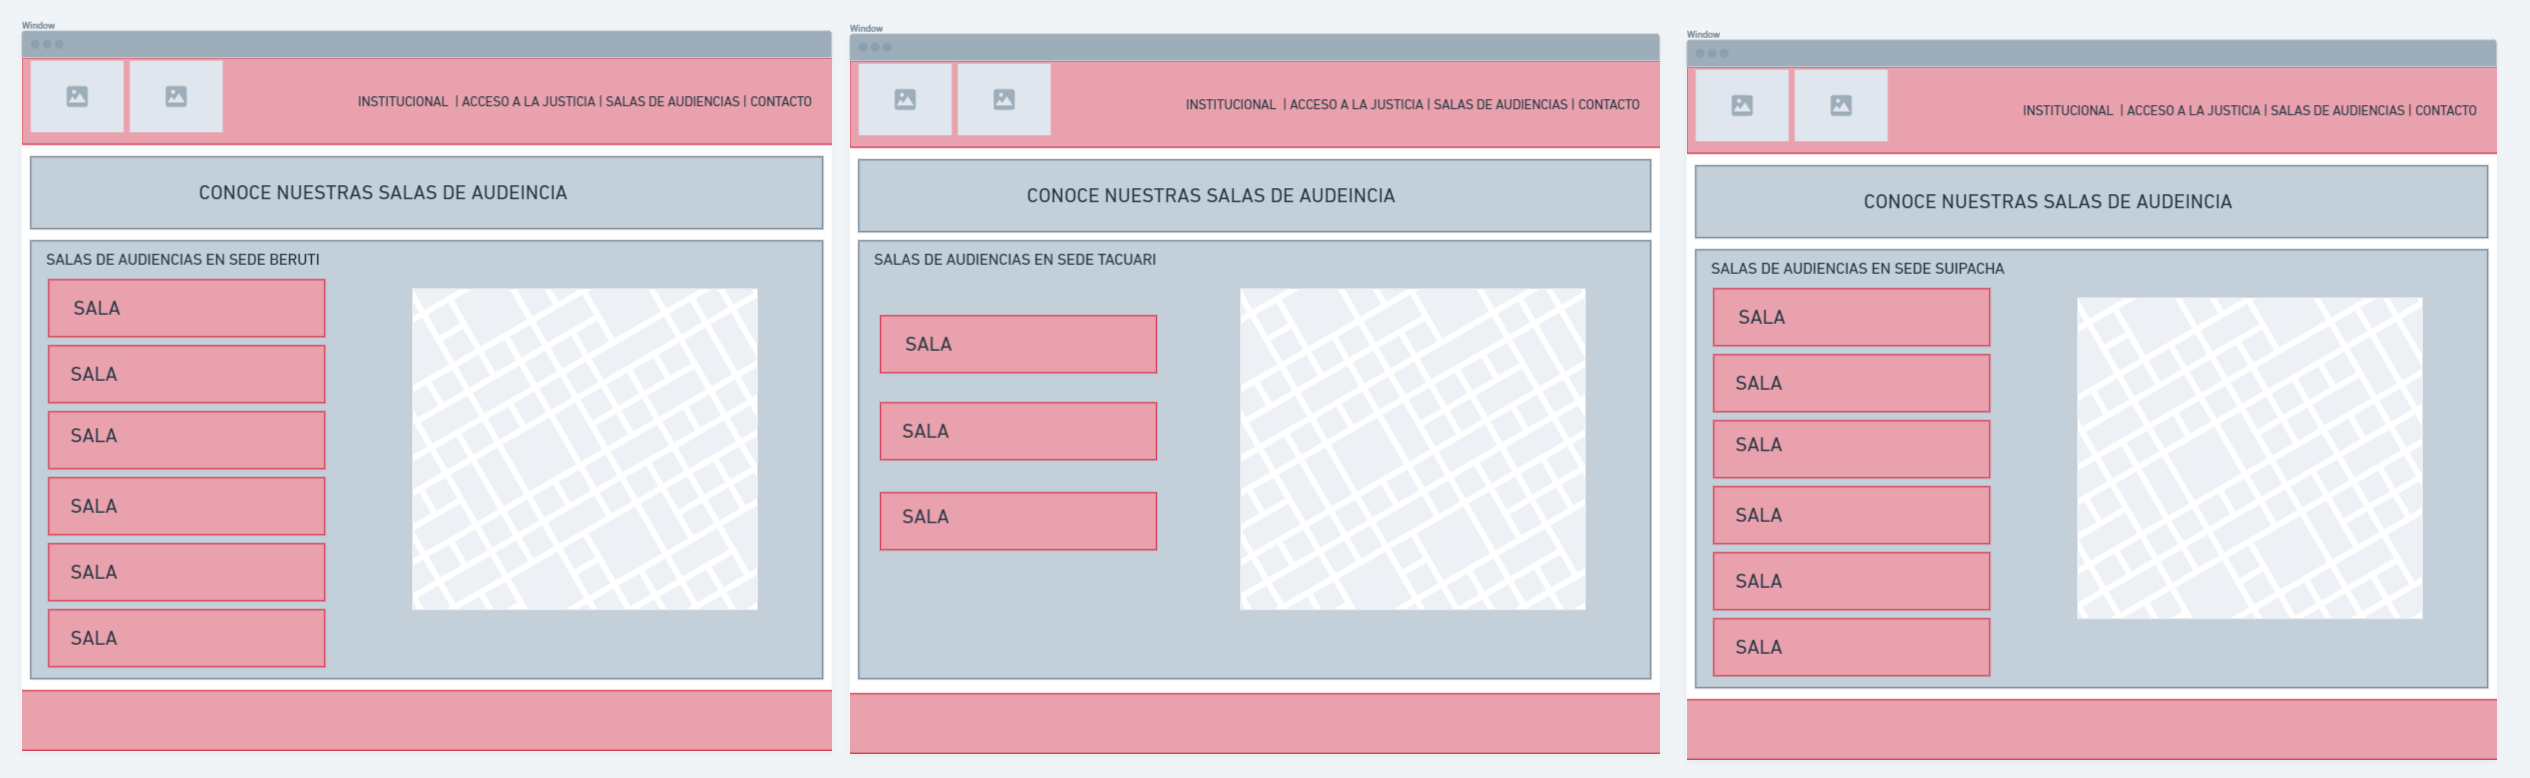 Window
INSTITUCIONAL | ACCESO A LA JUSTICIA | SALAS DE AUDIENCIAS | CONTACTO
CONOCE NUESTRAS SALAS DE AUDEINCIA
SALAS DE AUDIENCIAS EN SEDE BERUTI
SALA
SALA
SALA
SALA
SALA
SALA
Window
INSTITUCIONAL | ACCESO A LA JUSTICIA | SALAS DE AUDIENCIAS | CONTACTO
CONOCE NUESTRAS SALAS DE AUDEINCIA
SALAS DE AUDIENCIAS EN SEDE TACUARI
SALA
SALA
SALA
Window
INSTITUCIONAL | ACCESO A LA JUSTICIA | SALAS DE AUDIENCIAS | CONTACTO
CONOCE NUESTRAS SALAS DE AUDEINCIA
SALAS DE AUDIENCIAS EN SEDE SUIPACHA
SALA
SALA
SALA
SALA
SALA
SALA